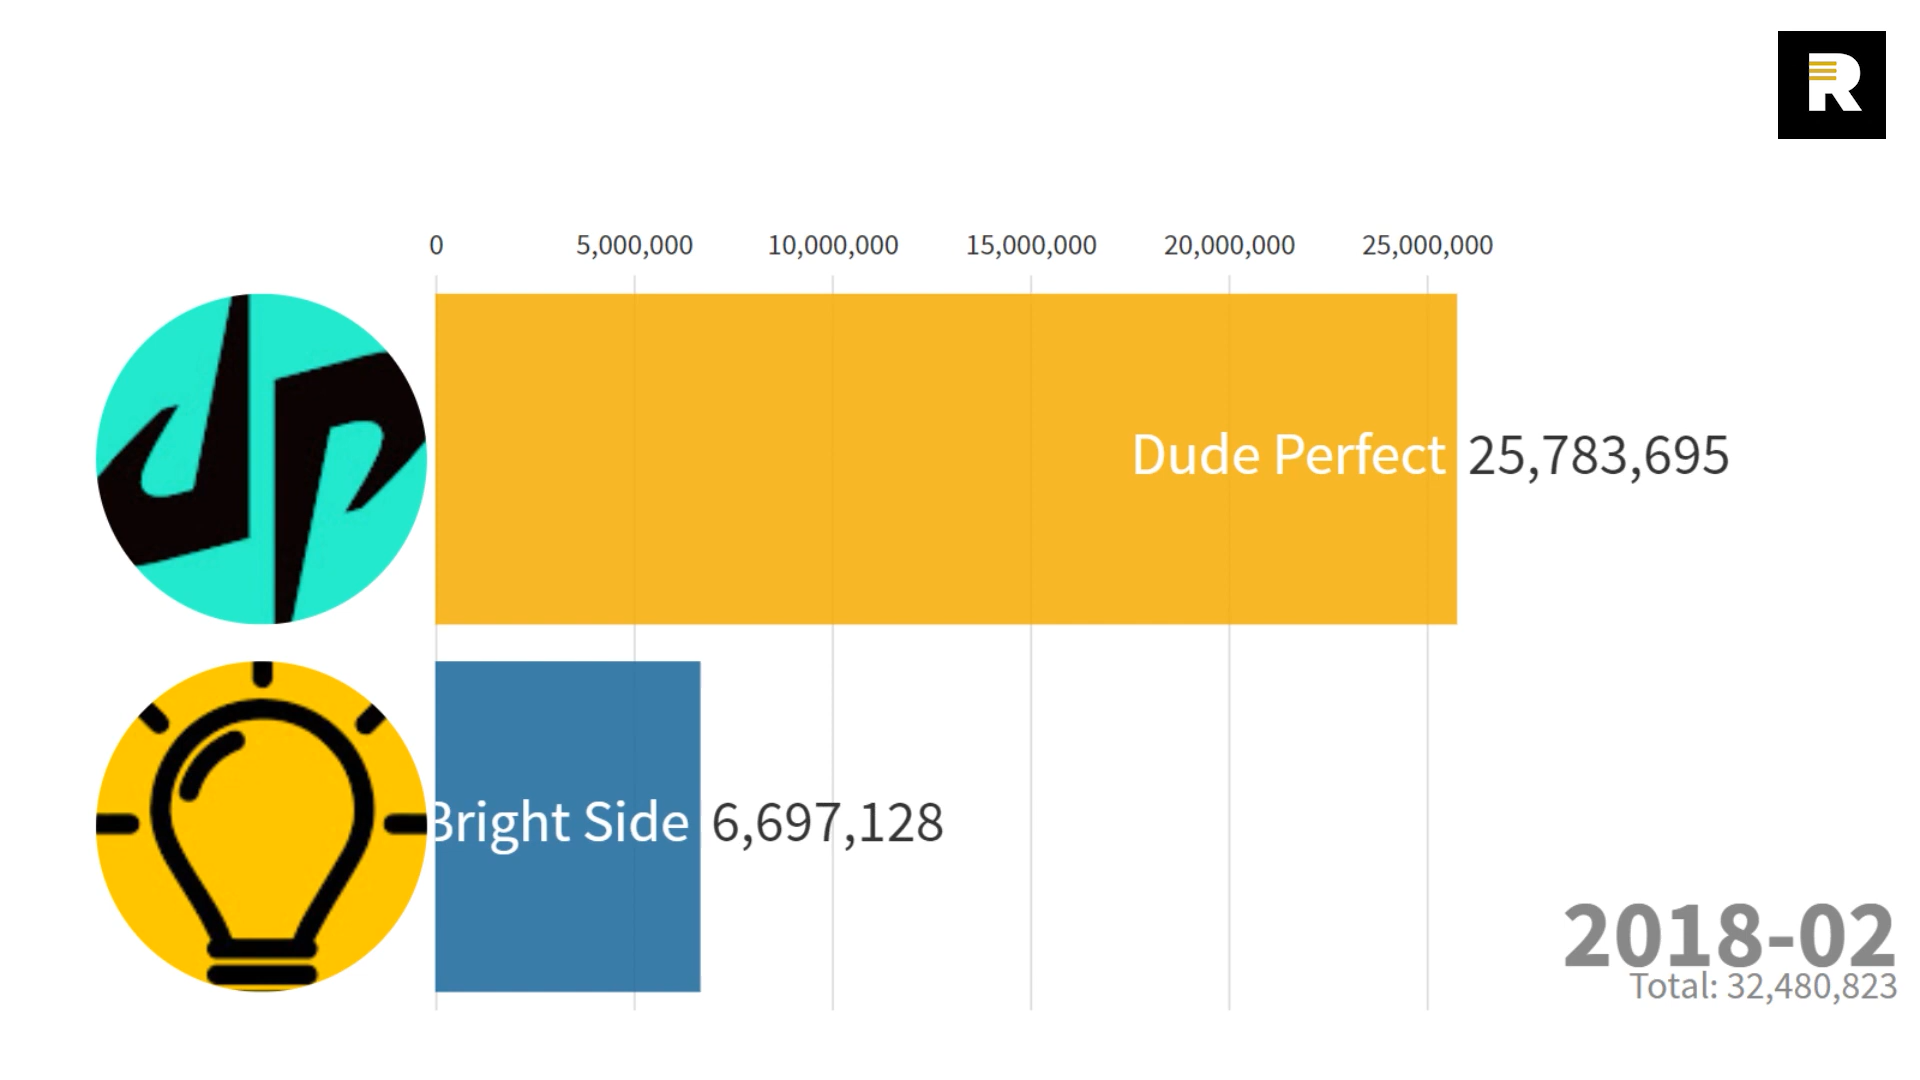 R
0 5,000,000 10,000,000 15,000,000 20,000,000 25,000,000
dp
Dude Perfect 25,783,695
Bright Side 6,697,128
2018-02
Total: 32,480,823